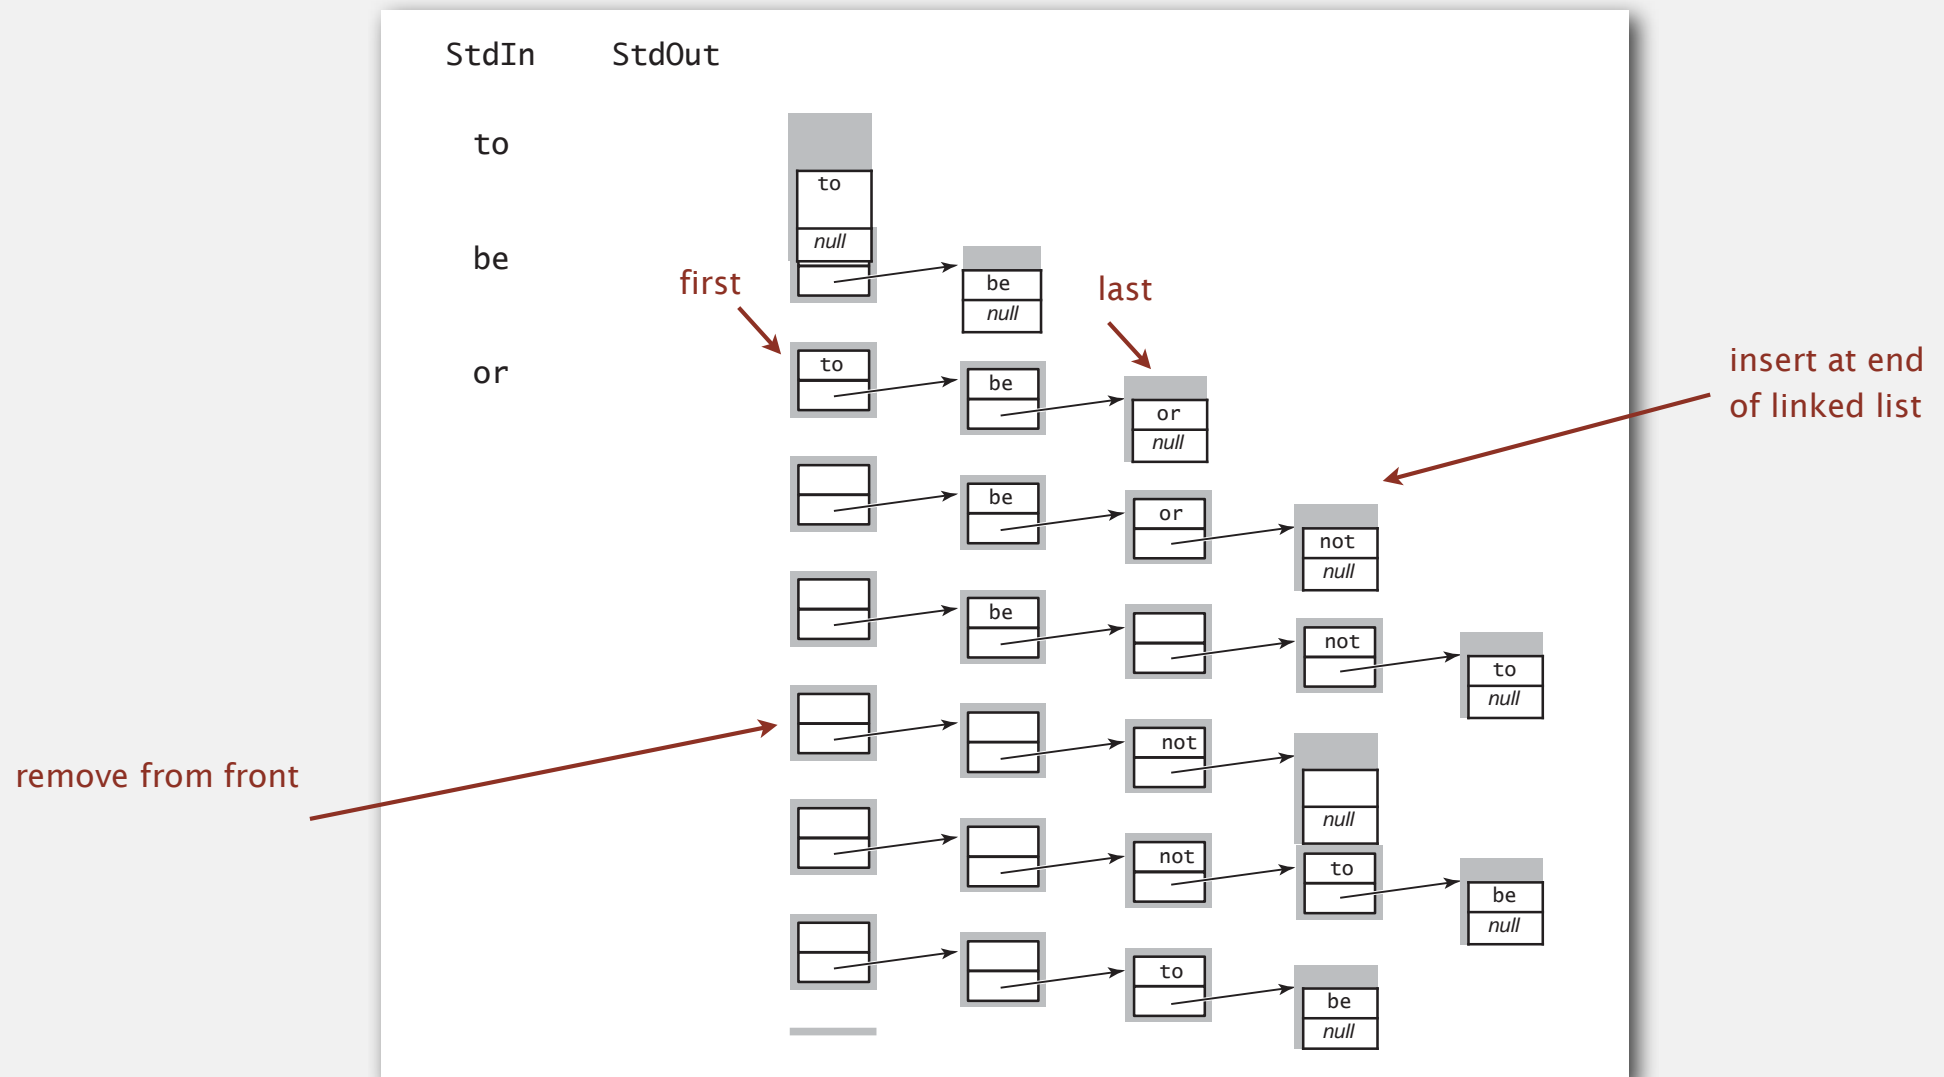 StdIn StdOut
to
to
null
be
be
null
first
last
or
to
be
or
null
insert at end
of linked list
be
or
not
null
be
not
to
null
remove from front
not
null
not
to
be
null
to
be
null